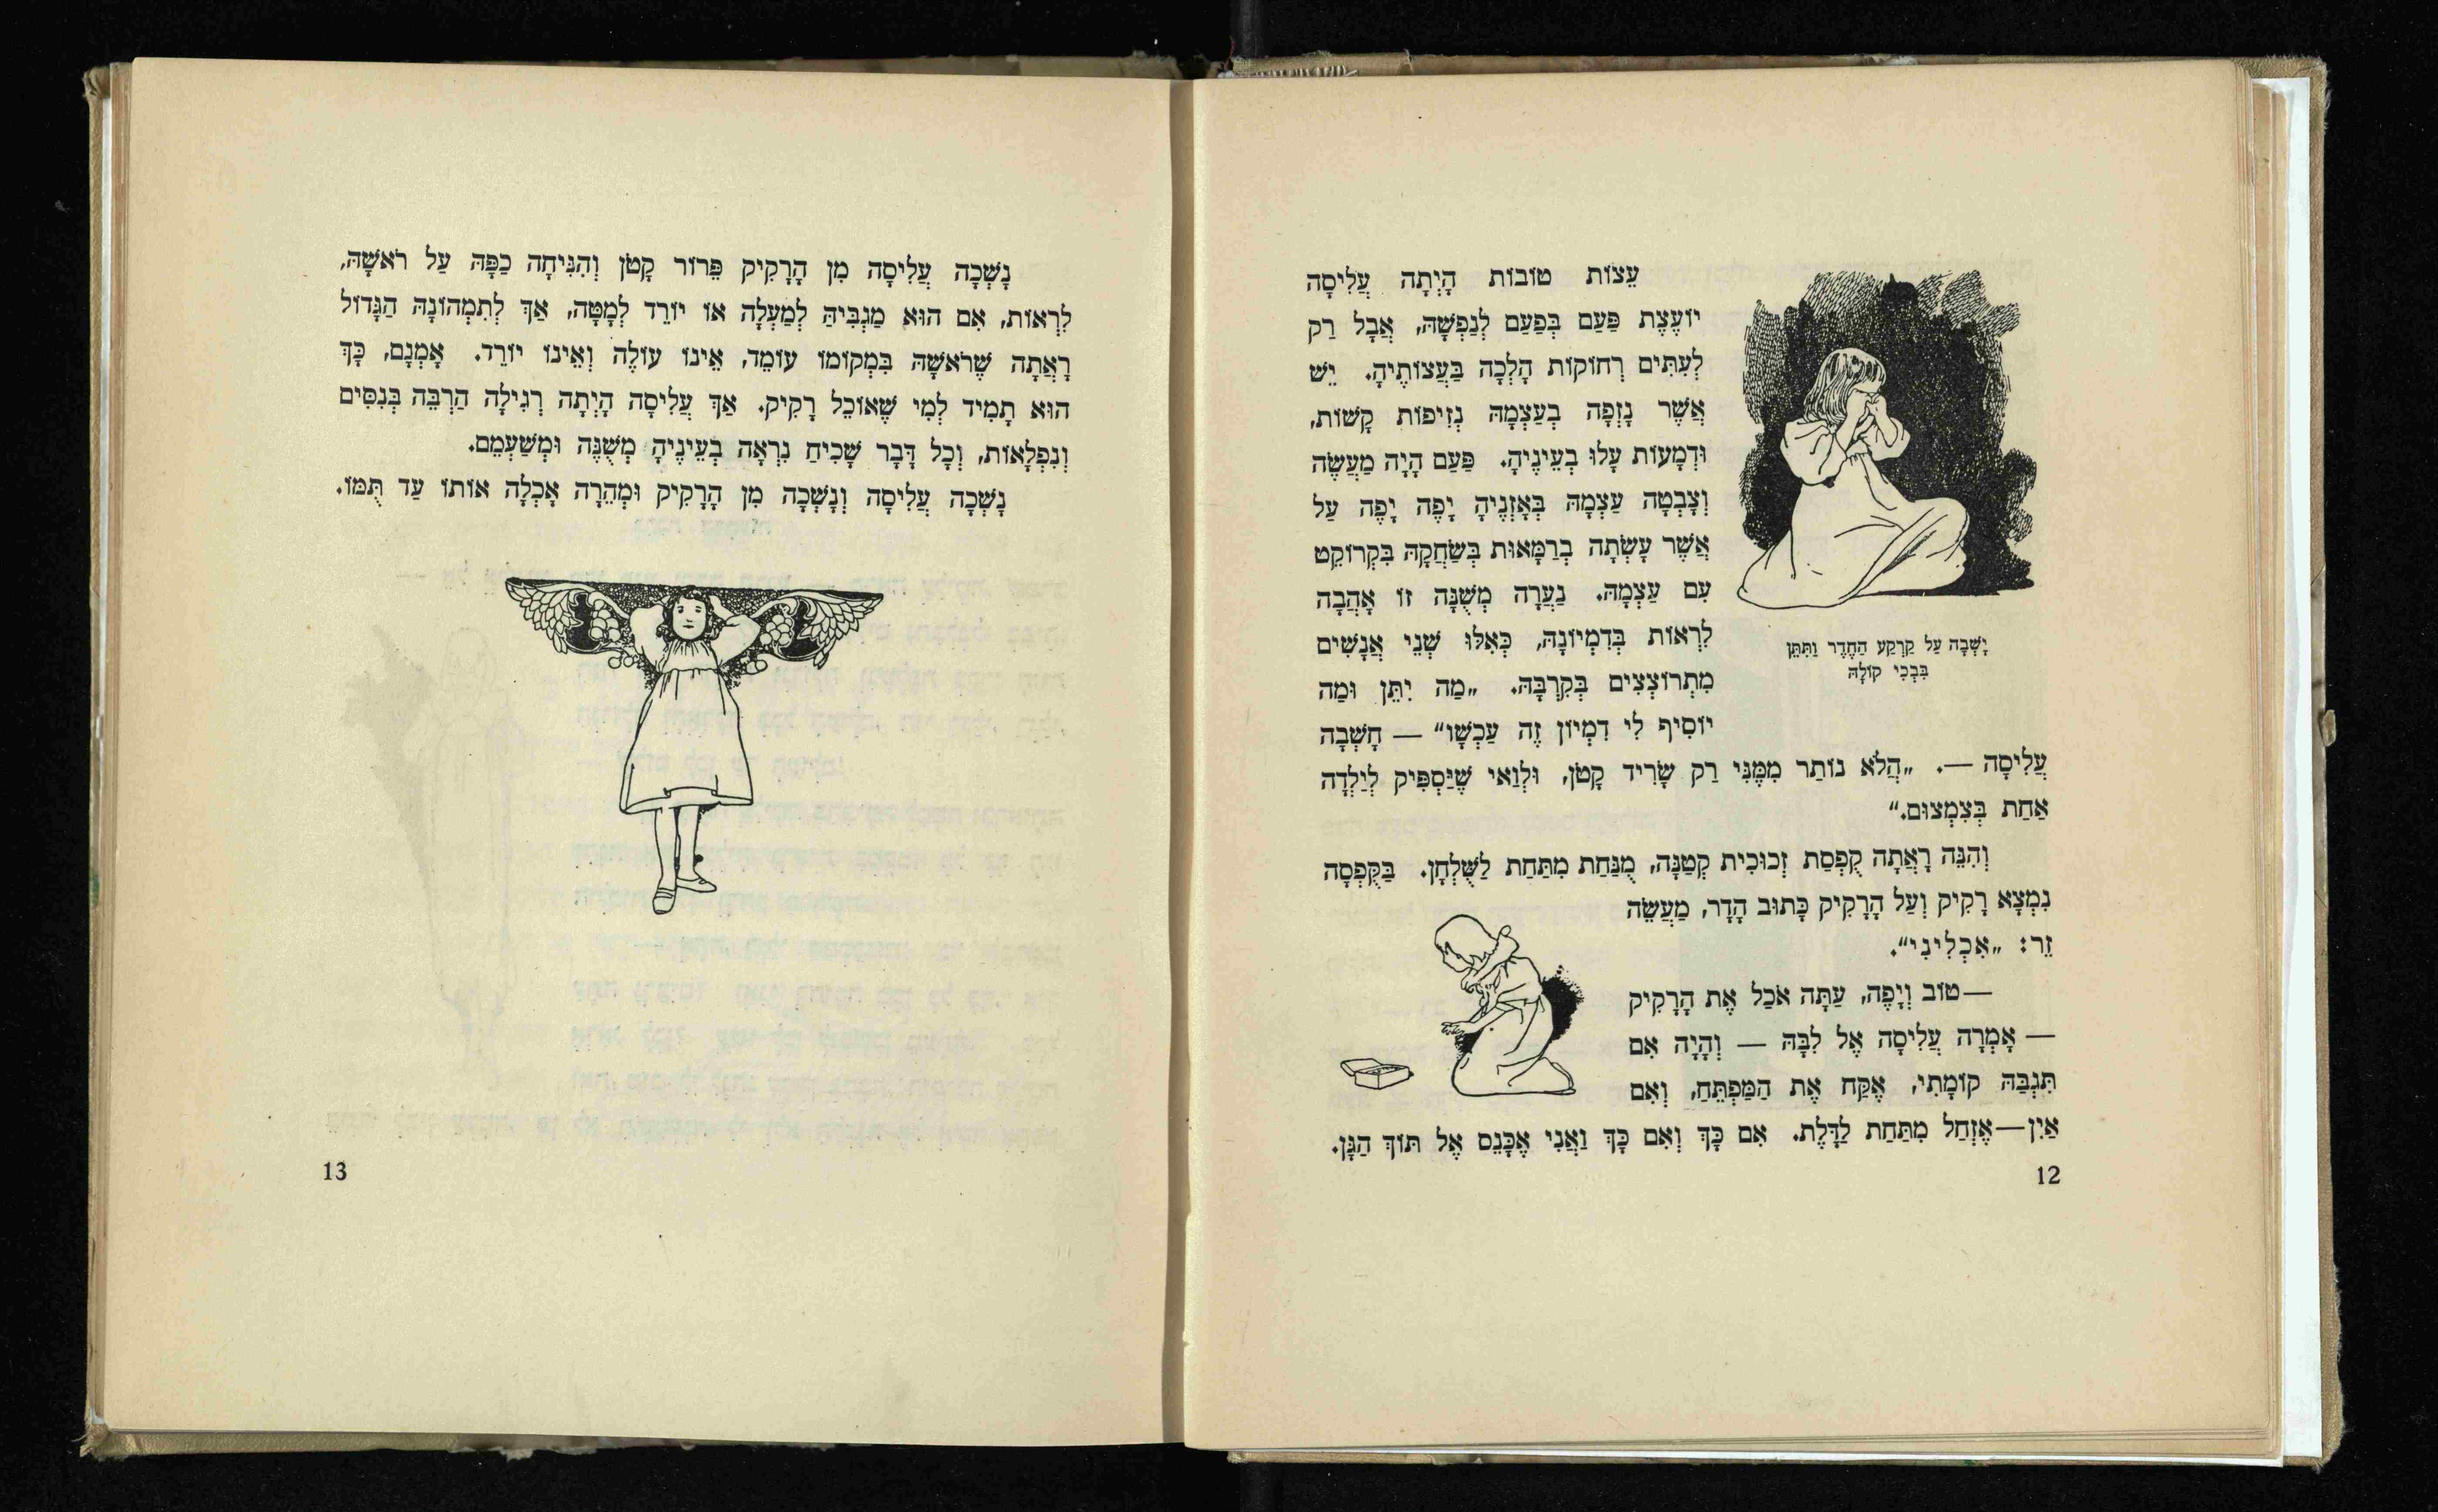 עֵצוֹת טוֹבוֹת הָיְתָה עֲלִיסָה
יוֹעֶצֶת פַּעַם בְּפַעַם לְנַפְשָׁהּ, אֲבָל רַק
לְעִתִּים רְחוֹקוֹת הָלְכָה בַּעֲצוֹתֶיהָ. יֵשׁ
אֲשֶׁר נָזְפָה בְעַצְמָהּ נְזִיפוֹת קָשׁוֹת,
וּדְמָעוֹת עָלוּ בְעֵינֶיהָ. פַּעַם הָיָה מַעֲשֶׂה
וְצָבְטָה עַצְמָהּ בְּאָזְנֶיהָ יָפֶה יָפֶה עַל
אֲשֶׁר עָשְׂתָה בְרַמָּאוּת בְּשַׂחֲקָהּ בִּקְרוֹקֶט
עִם עַצְמָהּ. נַעֲרָה מְשֻׁנָּה זוֹ אָהֲבָה
לִרְאוֹת בְּדִמְיוֹנָהּ, כְּאִלּוּ שְׁנֵי אֲנָשִׁים
מִתְרוֹצְצִים בְּקִרְבָּהּ. „מַה יִּתֵּן וּמַה
יּוֹסִיף לִי דִמְיוֹן זֶה עַכְשָׁו“ — חָשְׁבָה
עֲלִיסָה —. „הֲלֹא נוֹתַר מִמֶּנִּי רַק שָׂרִיד קָטֹן, וּלְוַאי שֶׁיַּסְפִּיק לְיַלְדָּה
אַחַת בְּצִמְצוּם.“
יָשְׁבָה עַל קַרְקַע הַחֶדֶר וַתִּתֵּן
בִּבְכִי קוֹלָהּ
וְהִנֵּה רָאֲתָה קֻפְסַת זְכוּכִית קְטַנָּה, מֻנַּחַת מִתַּחַת לַשֻּׁלְחָן. בַּקֻּפְסָה
נִמְצָא רָקִיק וְעַל הָרָקִיק כָּתוּב הָדָר, מַעֲשֵׂה
זֵר: „אִכְלִינִי“.
—טוֹב וְיָפֶה, עַתָּה אֹכַל אֶת הָרָקִיק
— אָמְרָה עֲלִיסָה אֶל לִבָּהּ — וְהָיָה אִם
תִּגְבַּהּ קוֹמָתִי, אֶקַּח אֶת הַמַּפְתֵּחַ, וְאִם
אַיִן—אֶזְחַל מִתַּחַת לַדֶּלֶת. אִם כָּךְ וְאִם כָּךְ וַאֲנִי אֶכָּנֵס אֶל תּוֹךְ הַגָּן.
12
נָשְׁכָה עֲלִיסָה מִן הָרָקִיק פֵּרוּר קָטֹן וְהִנִּיחָה כַפָּהּ עַל רֹאשָׁהּ,
לִרְאוֹת, אִם הוּא מַגְבִּיהַּ לְמַעְלָה אוֹ יוֹרֵד לְמָטָּה, אַךְ לְתִמְהוֹנָהּ הַגָּדוֹל
רָאֲתָה שֶׁרֹאשָׁהּ בִּמְקוֹמוֹ עוֹמֵד, אֵינוֹ עוֹלֶה וְאֵינוֹ יוֹרֵד. אָמְנָם, כָּךְ
הוּא תָמִיד לְמִי שֶׁאוֹכֵל רָקִיק. אַךְ עֲלִיסָה הָיְתָה רְגִילָה הַרְבֵּה בְּנִסִּים
וְנִפְלָאוֹת, וְכָל דָּבָר שָׁכִיחַ נִרְאָה בְעֵינֶיהָ מְשֻׁנֶּה וּמְשַׁעְמֵם.
נָשְׁכָה עֲלִיסָה וְנָשְׁכָה מִן הָרָקִיק וּמְהֵרָה אָכְלָה אוֹתוֹ עַד תֻּמּוֹ.
13